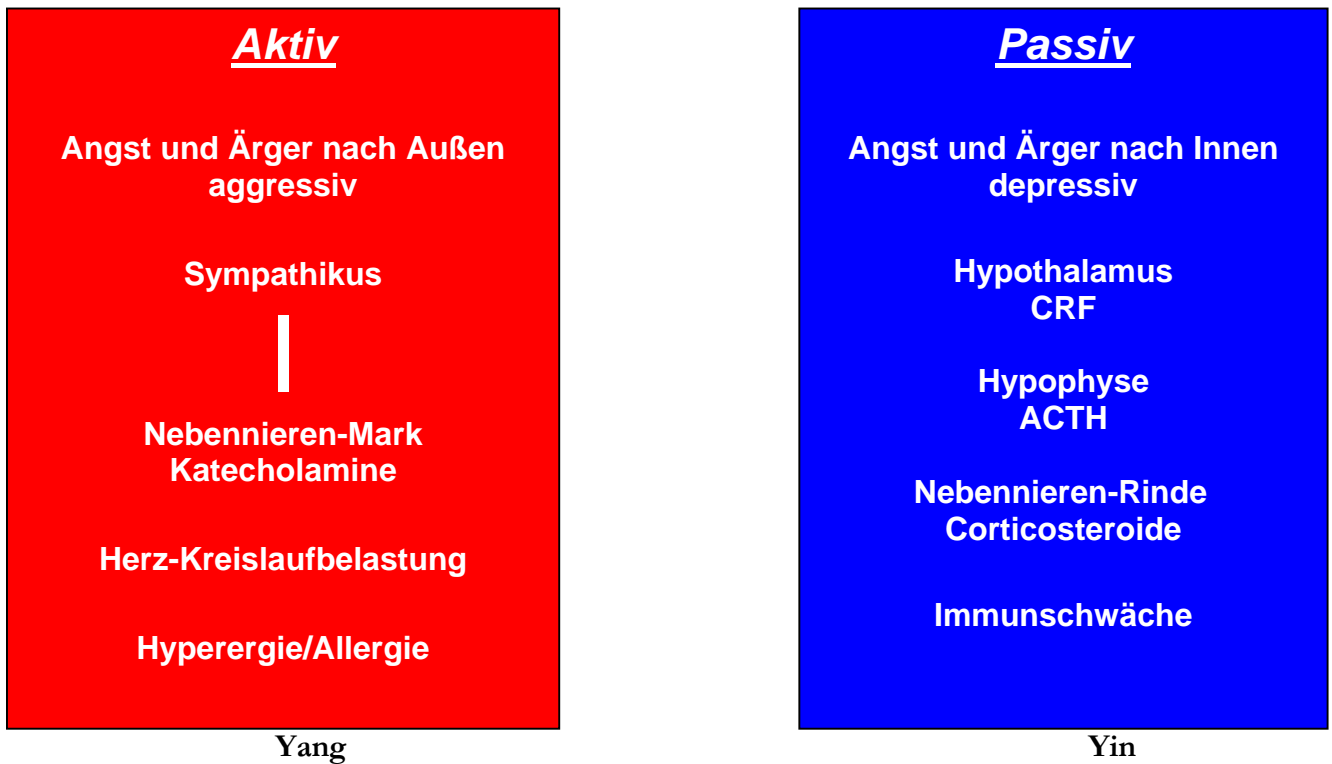 Aktiv
Angst und Ärger nach Außen
aggressiv
Sympathikus
Nebennieren-Mark
Katecholamine
Herz-Kreislaufbelastung
Hyperergie/Allergie
Yang
Passiv
Angst und Ärger nach Innen
depressiv
Hypothalamus
CRF
Hypophyse
ACTH
Nebennieren-Rinde
Corticosteroide
Immunschwäche
Yin